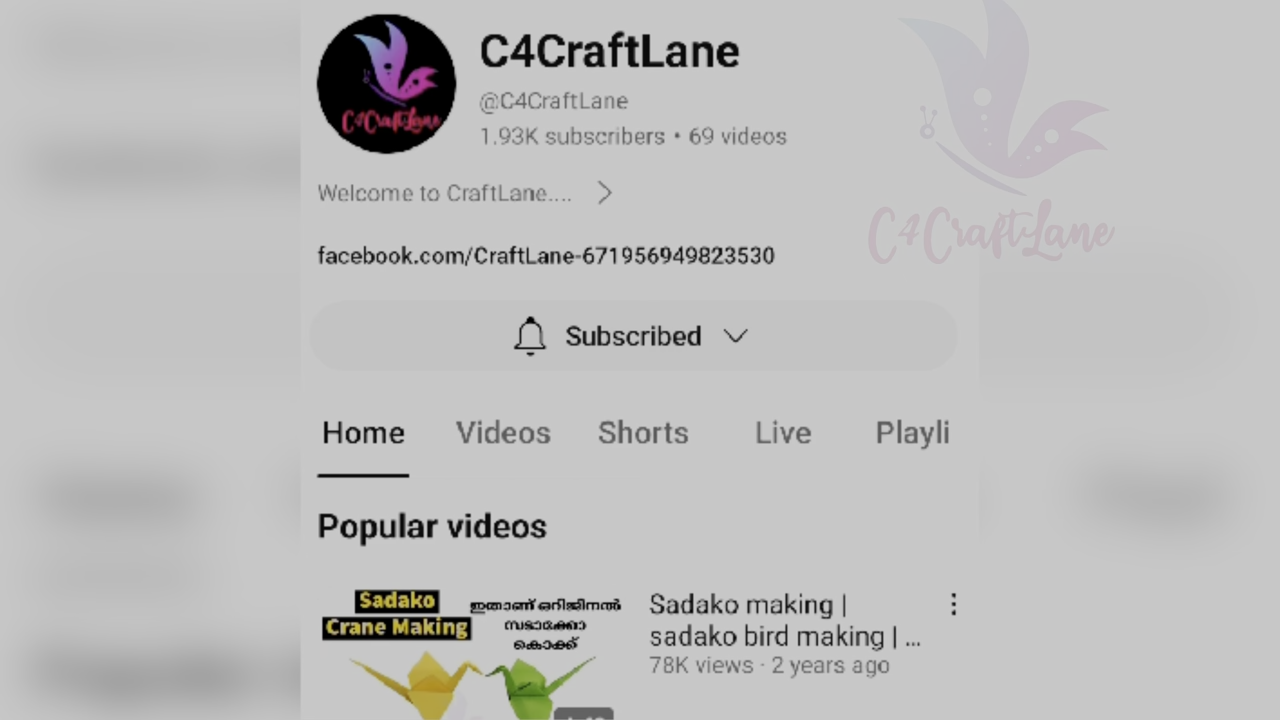 C4CraftLane
C4CraftLane
@C4CraftLane
1.93K subscribers • 69 videos
Welcome to CraftLane....
C4CraftLane
facebook.com/CraftLane-671956949823530
Subscribed
Home Videos Shorts Live Playli
Popular videos
Sadako
Crane Making
ഇതാണ് ഒറിജിനൽ
സടാക്കോ
കൊക്ക്
Sadako making |
sadako bird making | ...
78K views · 2 years ago